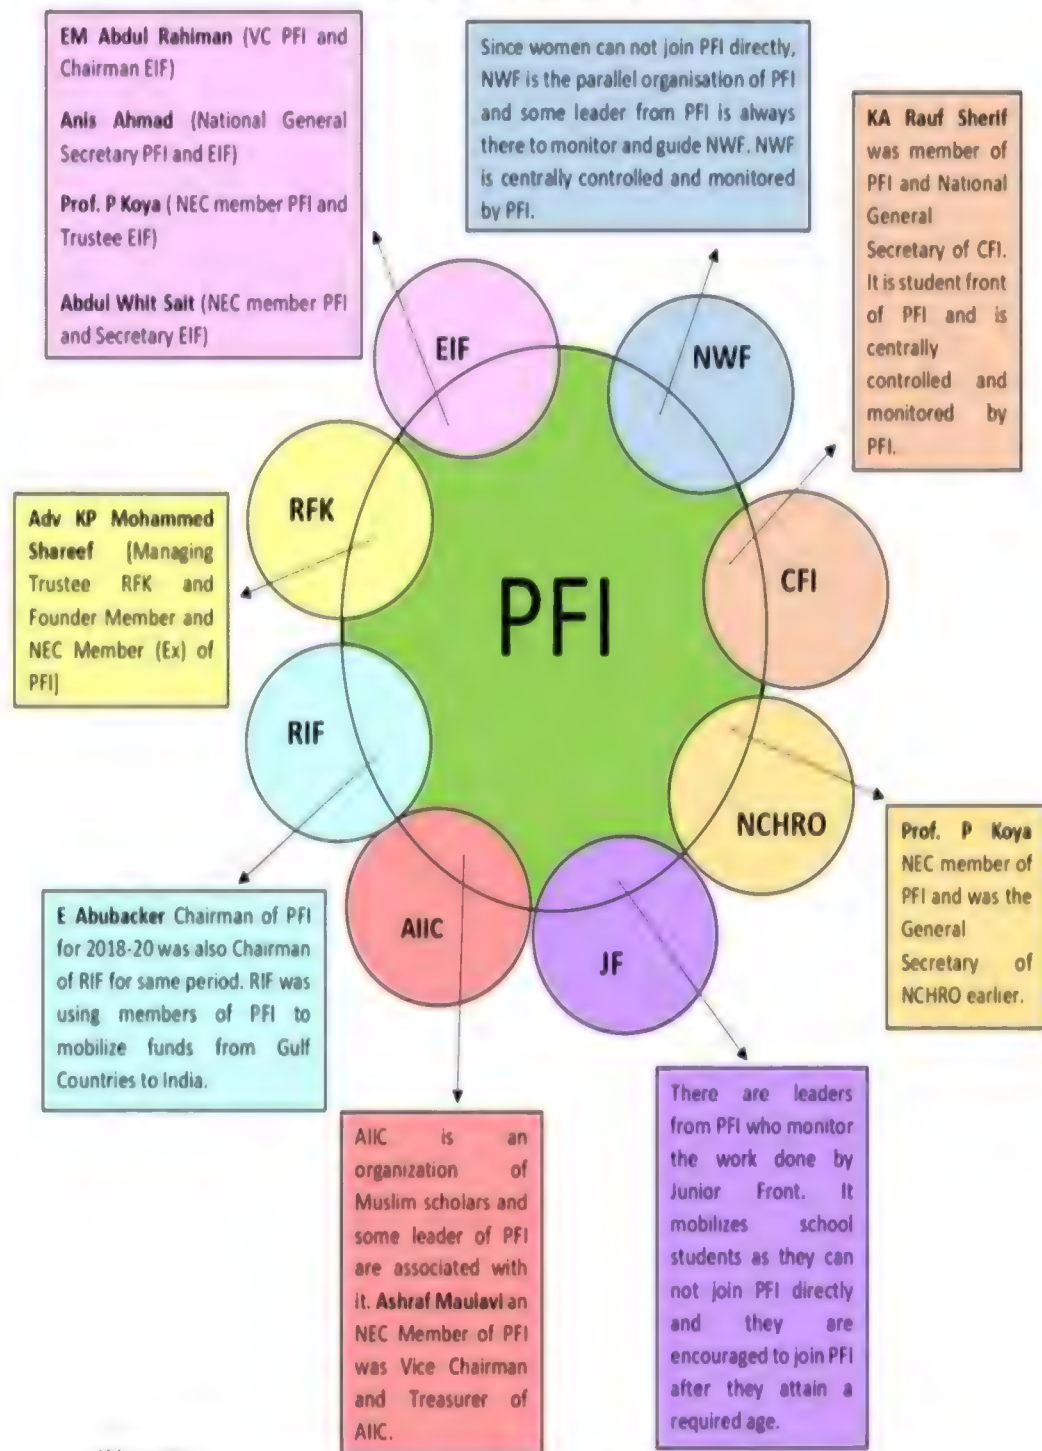 EM Abdul Rahiman (VC PFI and
Chairman EIF)
Anis Ahmad (National General
Secretary PFI and EIF)
Prof. P Koya ( NEC member PFI and
Trustee EIF)
Abdul Whit Sait (NEC member PFI
and Secretary EIF)
Since women can not join PFI directly,
NWF is the parallel organisation of PFI
and some leader from PFI is always
there to monitor and guide NWF. NWF
is centrally controlled and monitored
by PFI.
KA Rauf Sherif
was member of
PFI and National
General
Secretary of CFI.
It is student front
of PFI and is
centrally
controlled and
monitored by
PFI.
EIF
NWF
RFK
CFI
PFI
RIF
NCHRO
AIIC
JF
Adv KP Mohammed
Shareef (Managing
Trustee RFK and
Founder Member and
NEC Member (Ex) of
PFI)
Prof. P Koya
NEC member of
PFI and was the
General
Secretary of
NCHRO earlier.
E Abubacker Chairman of PFI
for 2018-20 was also Chairman
of RIF for same period. RIF was
using members of PFI to
mobilize funds from Gulf
Countries to India.
AIIC is an
organization of
Muslim scholars and
some leader of PFI
are associated with
it. Ashraf Maulavi an
NEC Member of PFI
was Vice Chairman
and Treasurer of
AIIC.
There are leaders
from PFI who monitor
the work done by
Junior Front. It
mobilizes school
students as they can
not join PFI directly
and they are
encouraged to join PFI
after they attain a
required age.